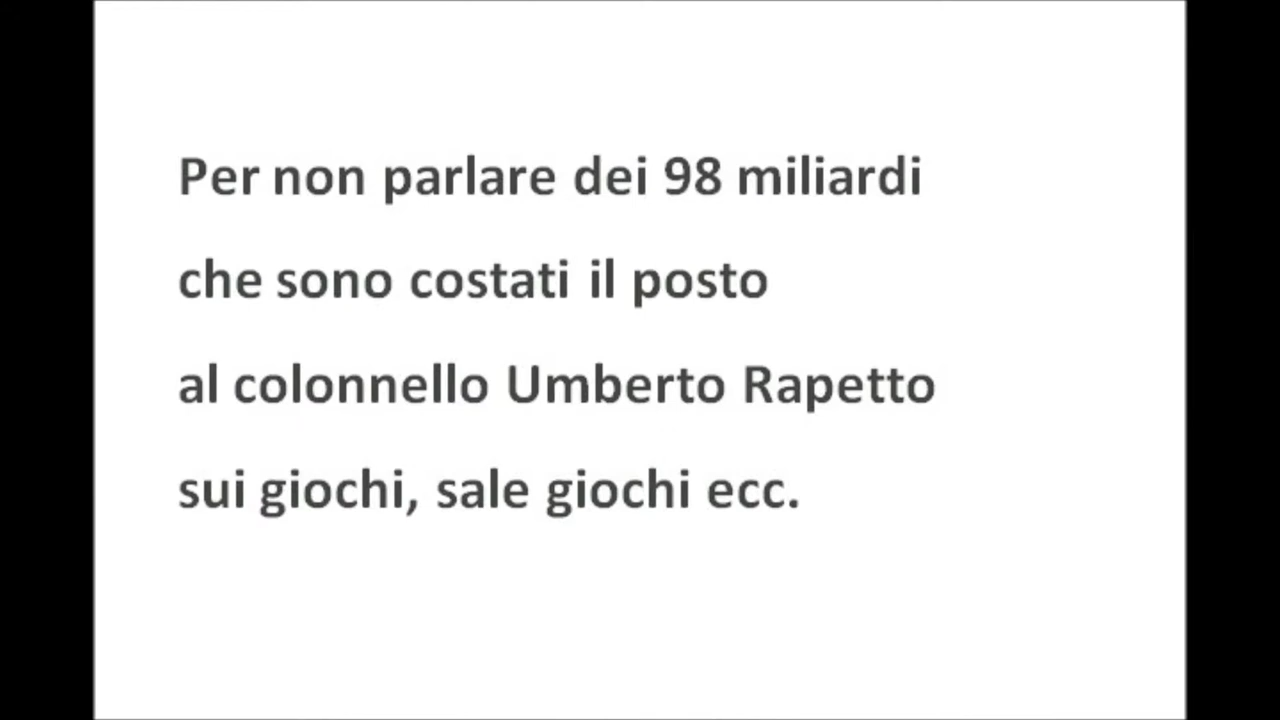 Per non parlare dei 98 miliardi
che sono costati il posto
al colonnello Umberto Rapetto
sui giochi, sale giochi ecc.